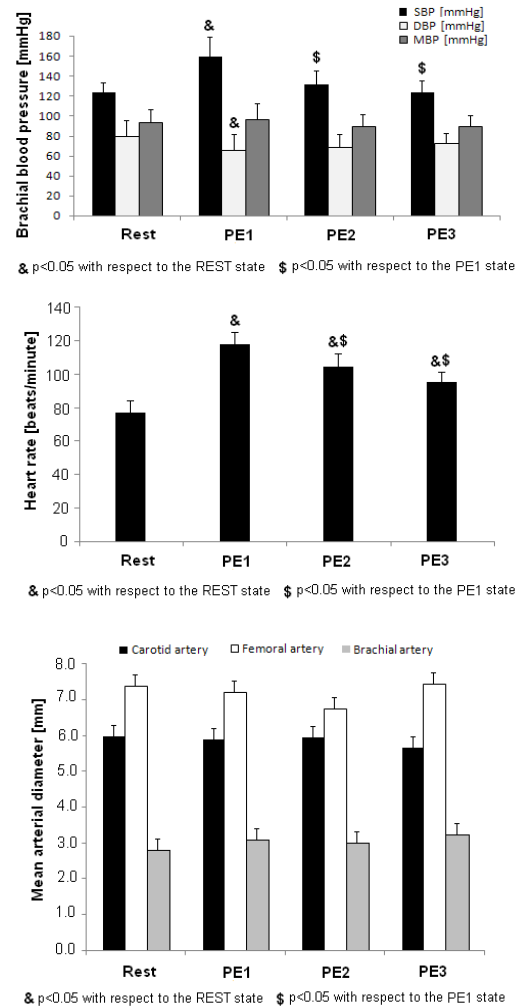 SBP [mmHg]
DBP [mmHg]
MBP [mmHg]
Brachial blood pressure [mmHg]
180
160
140
120
100
80
60
40
20
0
&
&
$
$
Rest PE1 PE2 PE3
& p<0.05 with respect to the REST state $ p<0.05 with respect to the PE1 state
Heart rate [beats/minute]
140
120
100
80
60
40
20
0
&
&$
&$
Rest PE1 PE2 PE3
& p<0.05 with respect to the REST state $ p<0.05 with respect to the PE1 state
Carotid artery Femoral artery Brachial artery
Mean arterial diameter [mm]
8.0
7.0
6.0
5.0
4.0
3.0
2.0
1.0
0.0
Rest PE1 PE2 PE3
& p<0.05 with respect to the REST state $ p<0.05 with respect to the PE1 state